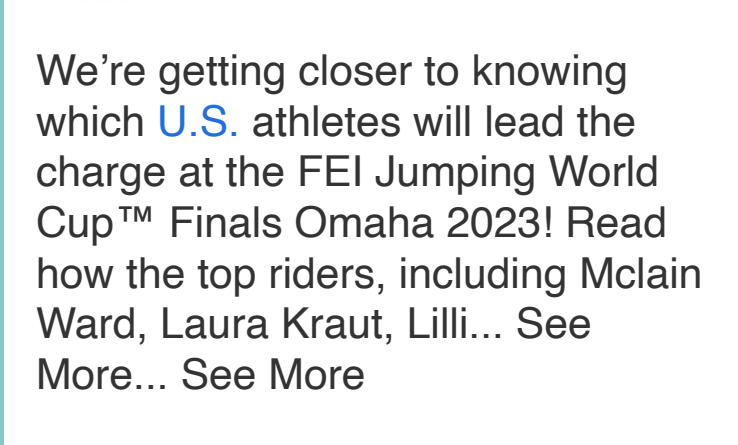 We’re getting closer to knowing
which U.S. athletes will lead the
charge at the FEI Jumping World
Cup™ Finals Omaha 2023! Read
how the top riders, including Mclain
Ward, Laura Kraut, Lilli... See
More... See More